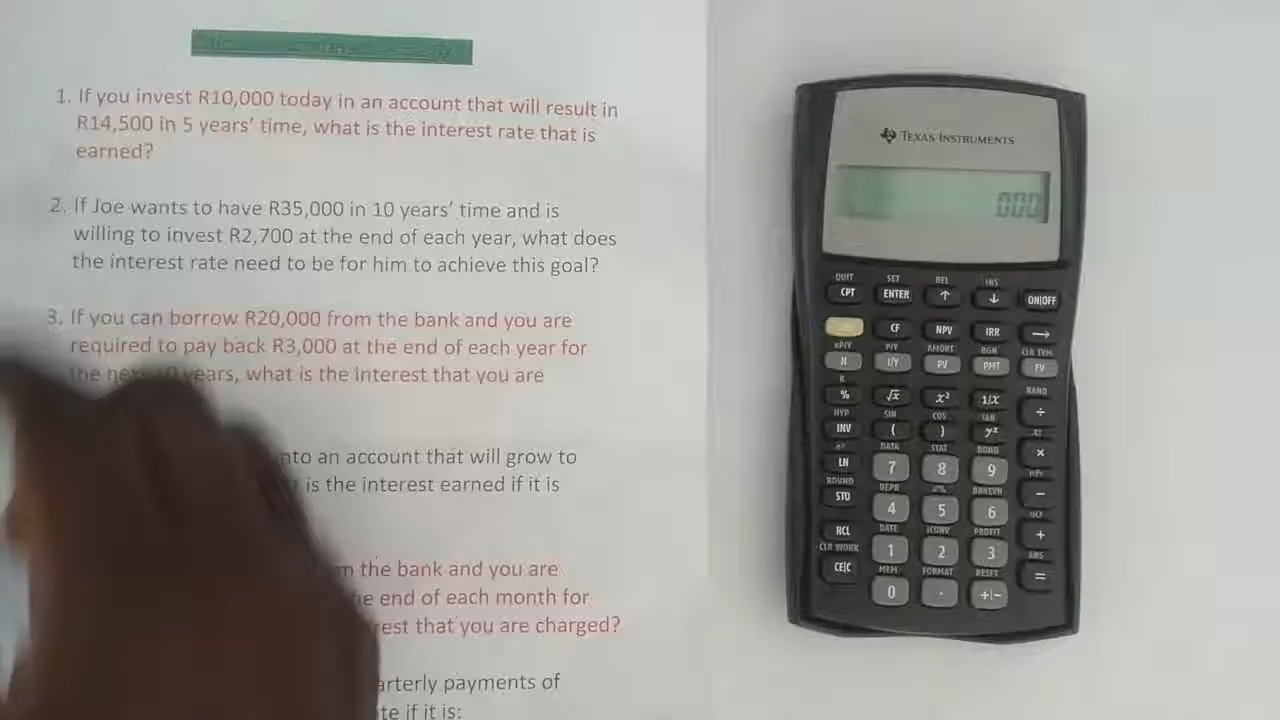 1. If you invest R10,000 today in an account that will result in
R14,500 in 5 years' time, what is the interest rate that is
earned?
2. If Joe wants to have R35,000 in 10 years' time and is
willing to invest R2,700 at the end of each year, what does
the interest rate need to be for him to achieve this goal?
3. If you can borrow R20,000 from the bank and you are
required to pay back R3,000 at the end of each year for
the next years, what is the interest that you are
nto an account that will grow to
is the interest earned if it is
m the bank and you are
he end of each month for
rest that you are charged?
arterly payments of
te if it is:
TEXAS INSTRUMENTS
000
QUIT SET DEL INS
CPT ENTER ↑ ↓ ON|OFF
CF NPV IRR →
xP/Y P/Y AMORT BGN CLR TVM
N I/Y PV PMT FV
K RAND
% √x x² 1/x ÷
HYP SIN COS TAN x!
INV ( ) yˣ ×
eˣ DATA STAT BOND nPr
LN 7 8 9 −
ROUND DEPR Δ% BRKEVN nCr
STO 4 5 6 +
DATE ICONV PROFIT ANS
RCL 1 2 3 =
CLR WORK MEM FORMAT RESET
CE|C 0 . +|−